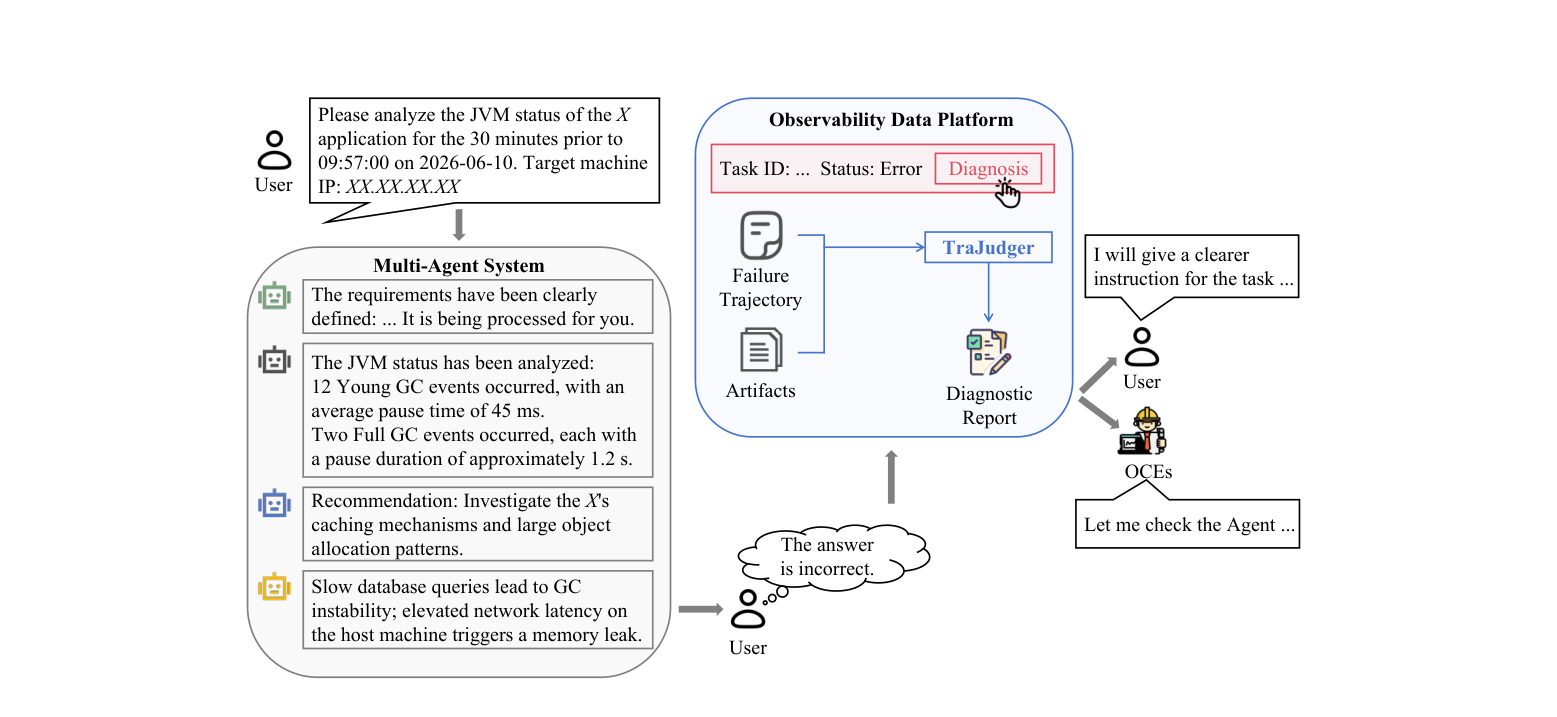 Please analyze the JVM status of the X
application for the 30 minutes prior to
09:57:00 on 2026-06-10. Target machine
IP: XX.XX.XX.XX
User
Multi-Agent System
The requirements have been clearly
defined: ... It is being processed for you.
The JVM status has been analyzed:
12 Young GC events occurred, with an
average pause time of 45 ms.
Two Full GC events occurred, each with
a pause duration of approximately 1.2 s.
Recommendation: Investigate the X's
caching mechanisms and large object
allocation patterns.
Slow database queries lead to GC
instability; elevated network latency on
the host machine triggers a memory leak.
The answer
is incorrect.
User
Observability Data Platform
Task ID: ... Status: Error Diagnosis
Failure
Trajectory
Artifacts
TraJudger
Diagnostic
Report
I will give a clearer
instruction for the task ...
User
OCEs
Let me check the Agent ...